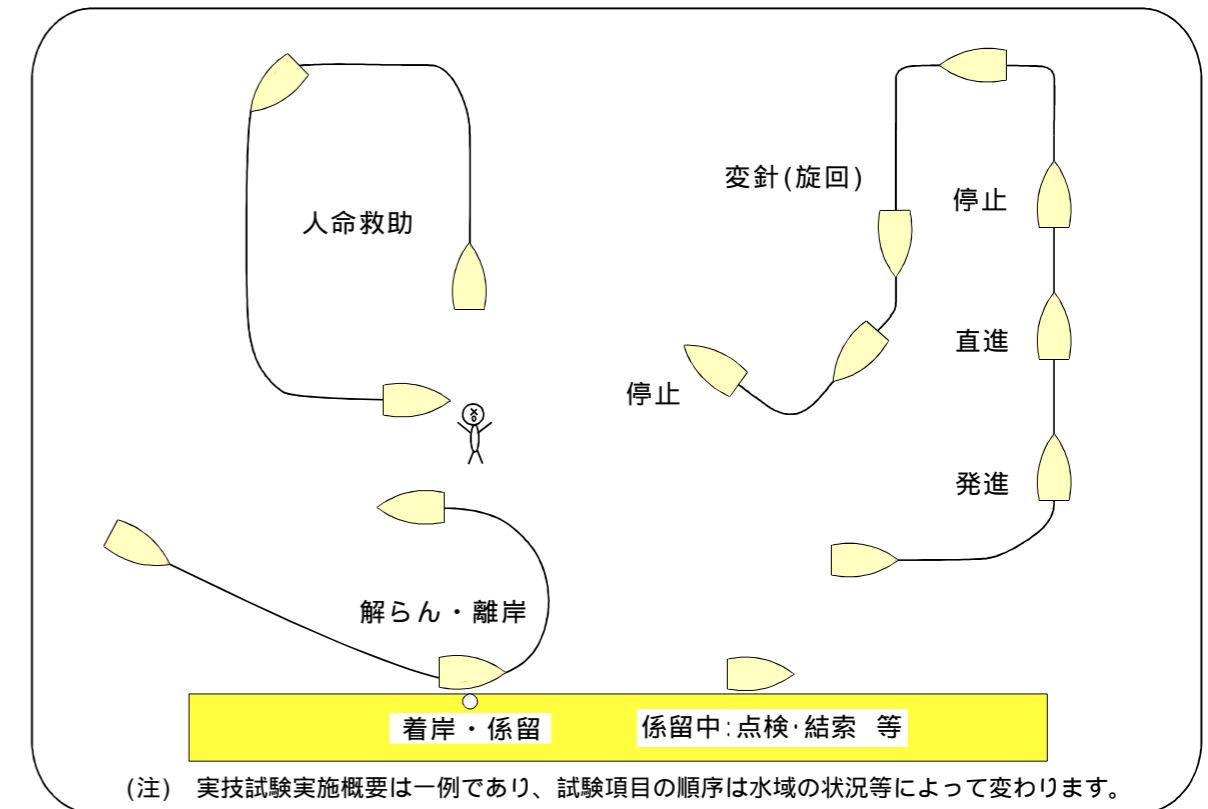 変針(旋回)
停止
人命救助
直進
停止
発進
解らん・離岸
着岸・係留
係留中:点検・結索 等
(注) 実技試験実施概要は一例であり、試験項目の順序は水域の状況等によって変わります。